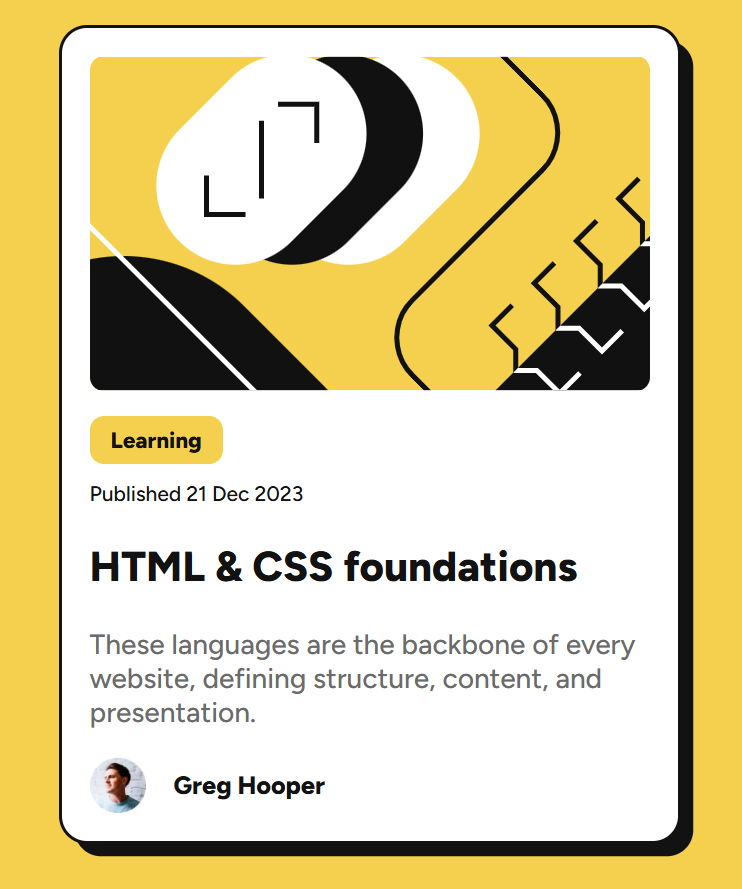 Learning
Published 21 Dec 2023
HTML & CSS foundations
These languages are the backbone of every
website, defining structure, content, and
presentation.
Greg Hooper